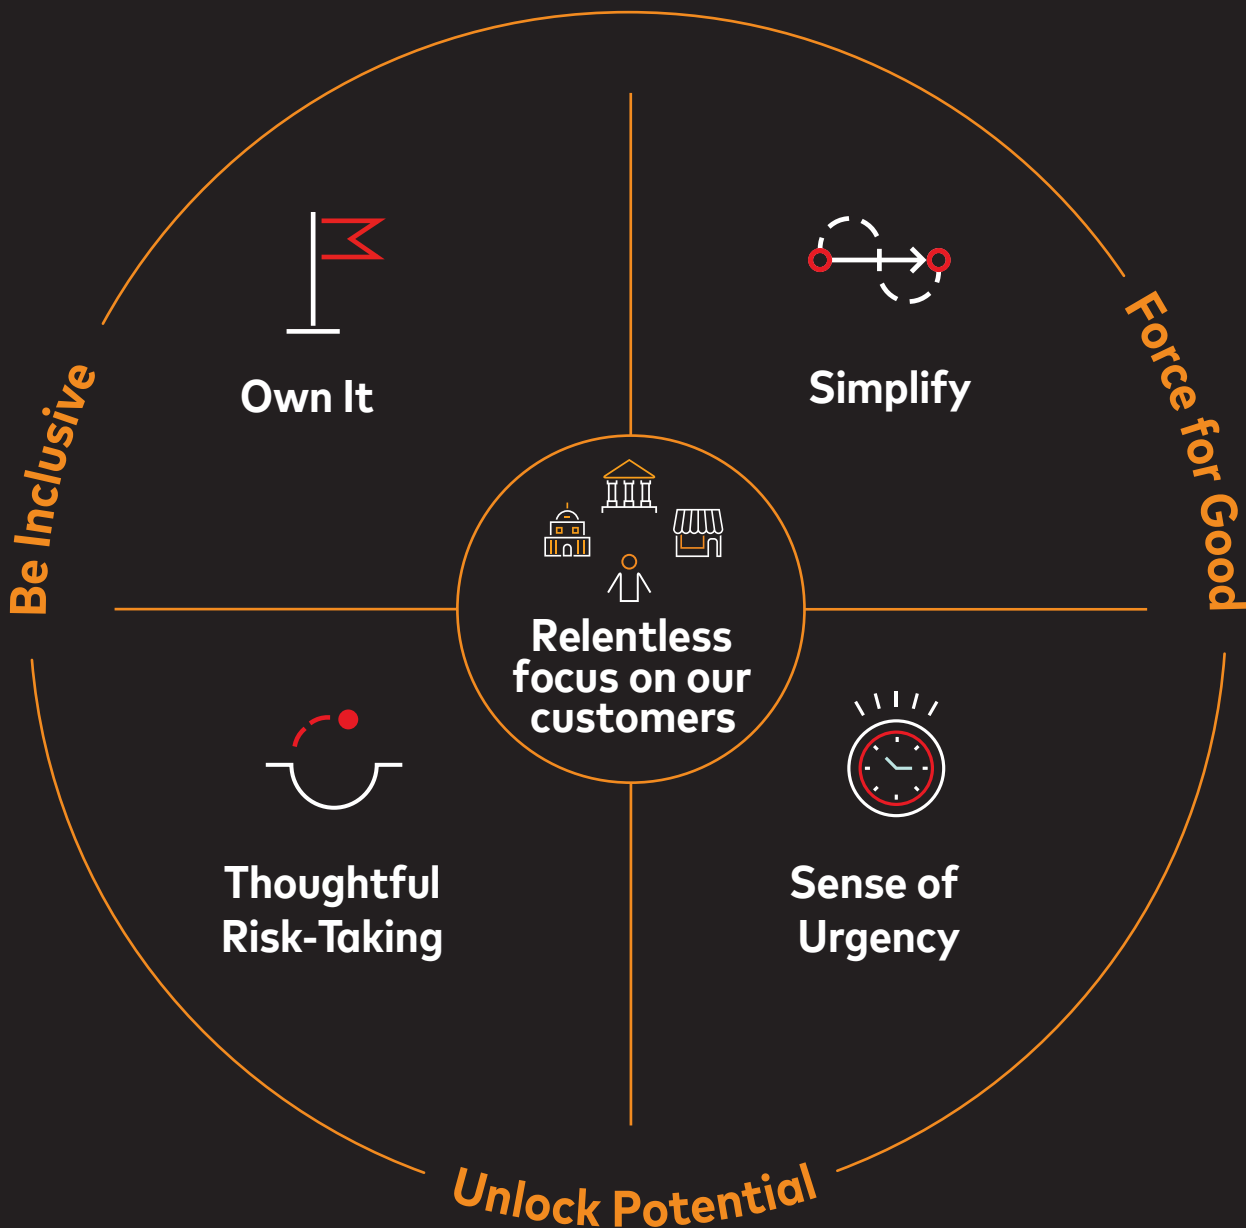 Own It
Simplify
Be Inclusive
Force for Good
Relentless
focus on our
customers
Thoughtful
Risk-Taking
Sense of
Urgency
Unlock Potential